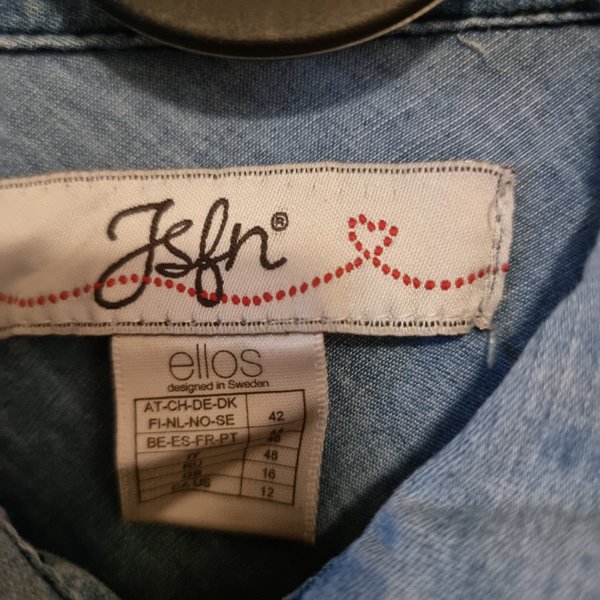 Jsfn®
ellos
designed in Sweden
AT-CH-DE-DK
FI-NL-NO-SE 42
BE-ES-FR-PT
48
16
12